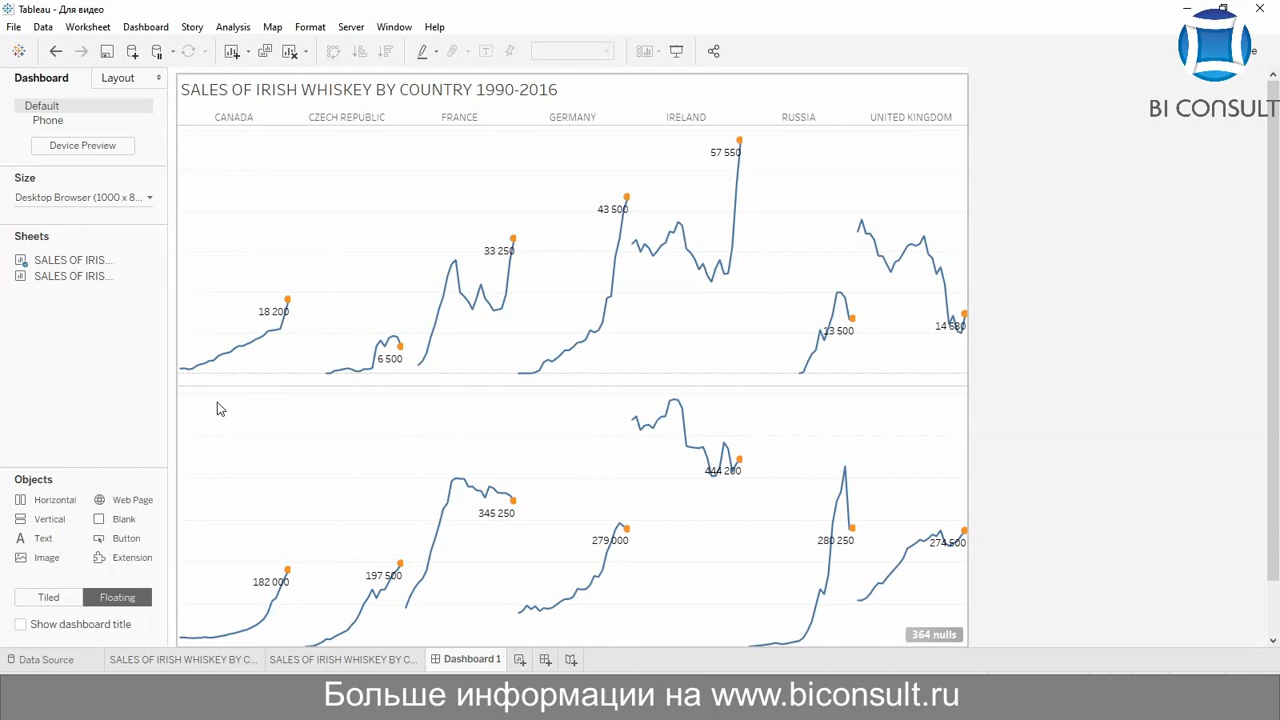 Tableau - Для видео
File Data Worksheet Dashboard Story Analysis Map Format Server Window Help
BI CONSULT
Dashboard Layout
Default
Phone
Device Preview
Size
Desktop Browser (1000 x 8...
Sheets
SALES OF IRIS...
SALES OF IRIS...
Objects
Horizontal Web Page
Vertical Blank
Text Button
Image Extension
Tiled Floating
Show dashboard title
SALES OF IRISH WHISKEY BY COUNTRY 1990-2016
CANADA CZECH REPUBLIC FRANCE GERMANY IRELAND RUSSIA UNITED KINGDOM
57 550
43 500
33 250
18 200
14 580
13 500
6 500
444 200
345 250
279 000
280 250
274 500
197 500
182 000
364 nulls
Data Source SALES OF IRISH WHISKEY BY C... SALES OF IRISH WHISKEY BY C... Dashboard 1
Больше информации на www.biconsult.ru